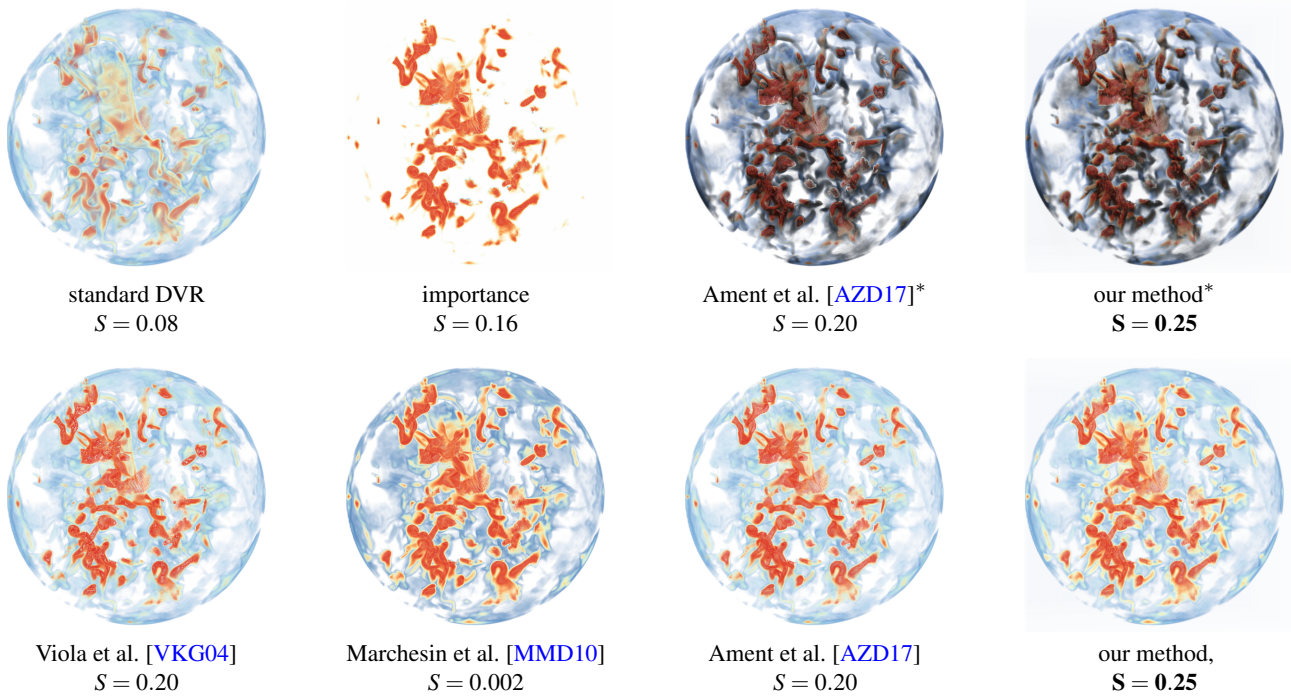 standard DVR
S = 0.08
importance
S = 0.16
Ament et al. [AZD17]*
S = 0.20
our method*
S = 0.25
Viola et al. [VKG04]
S = 0.20
Marchesin et al. [MMD10]
S = 0.002
Ament et al. [AZD17]
S = 0.20
our method,
S = 0.25